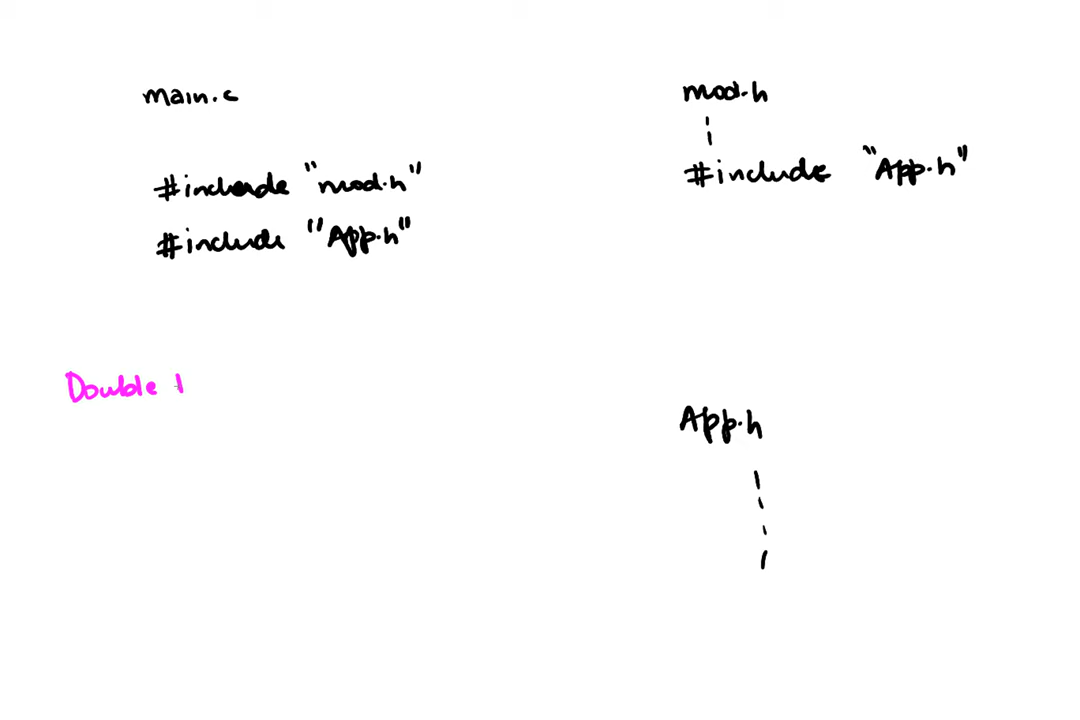 main.c
#include "mod.h"
#include "App.h"
mod.h
#include "App.h"
Double I
App.h